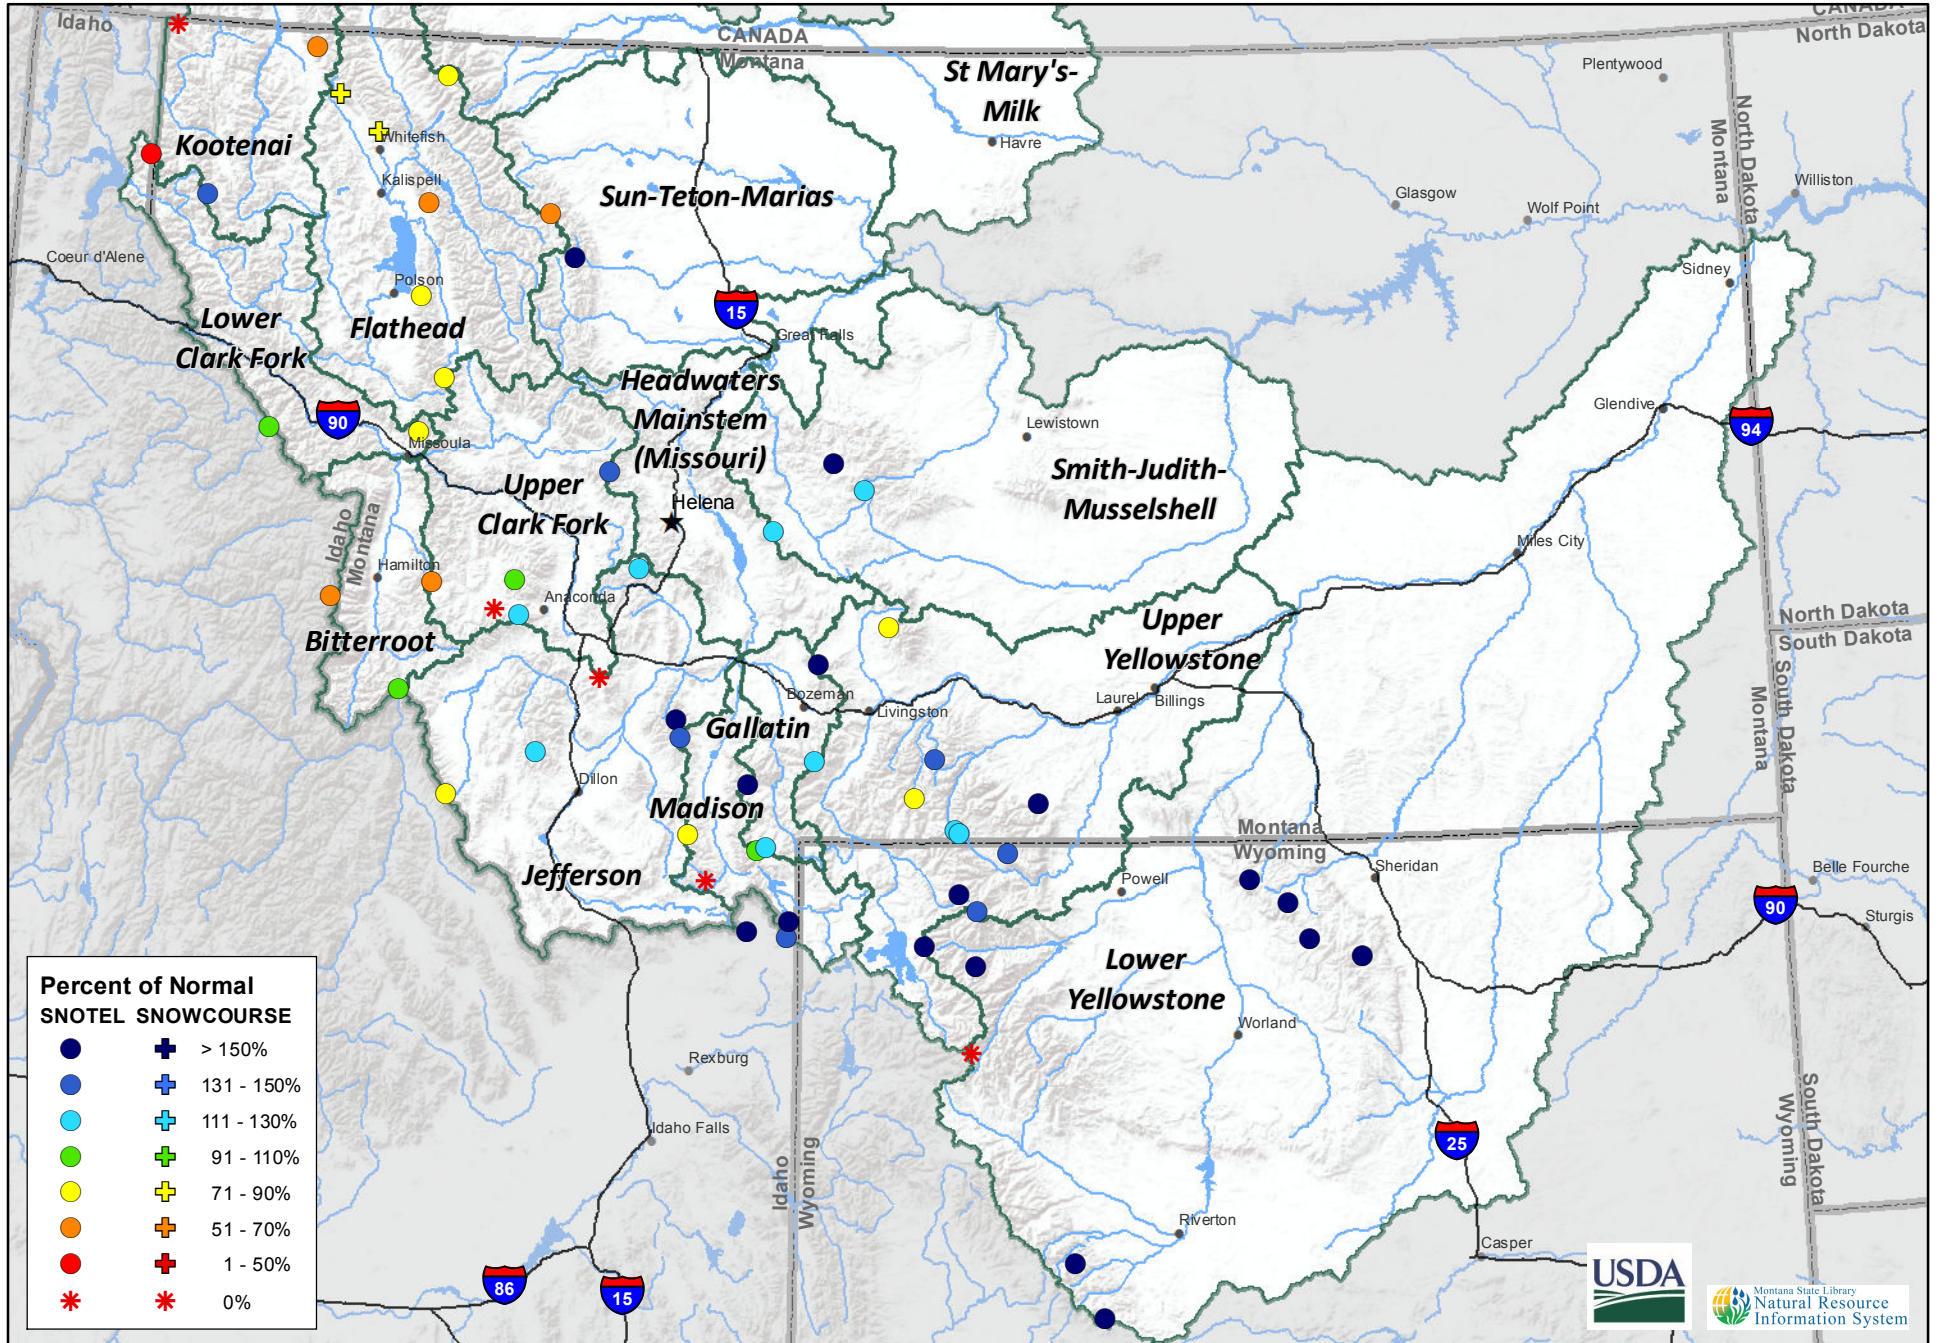 Idaho
CANADA
Montana
CANADA
North Dakota
St Mary's-
Milk
Plentywood
Kootenai
Whitefish
Havre
North Dakota
Montana
Kalispell
Sun-Teton-Marias
Glasgow
Wolf Point
Williston
Coeur d'Alene
Polson
Sidney
Lower
Clark Fork
Flathead
15
Great Falls
Headwaters
Mainstem
(Missouri)
90
Missoula
Lewistown
Glendive
94
Upper
Clark Fork
Helena
Smith-Judith-
Musselshell
Idaho
Montana
Hamilton
Miles City
Anaconda
Bitterroot
Upper
Yellowstone
North Dakota
South Dakota
South Dakota
Montana
Bozeman
Livingston
Laurel
Billings
Gallatin
Dillon
Madison
Montana
Wyoming
Jefferson
Sheridan
Powell
Belle Fourche
90
Sturgis
Lower
Yellowstone
Worland
Percent of Normal
SNOTEL SNOWCOURSE
> 150%
131 - 150%
111 - 130%
91 - 110%
71 - 90%
51 - 70%
1 - 50%
0%
Rexburg
Idaho Falls
Idaho
Wyoming
South Dakota
Wyoming
25
Riverton
Casper
86
15
USDA
Montana State Library
Natural Resource
Information System